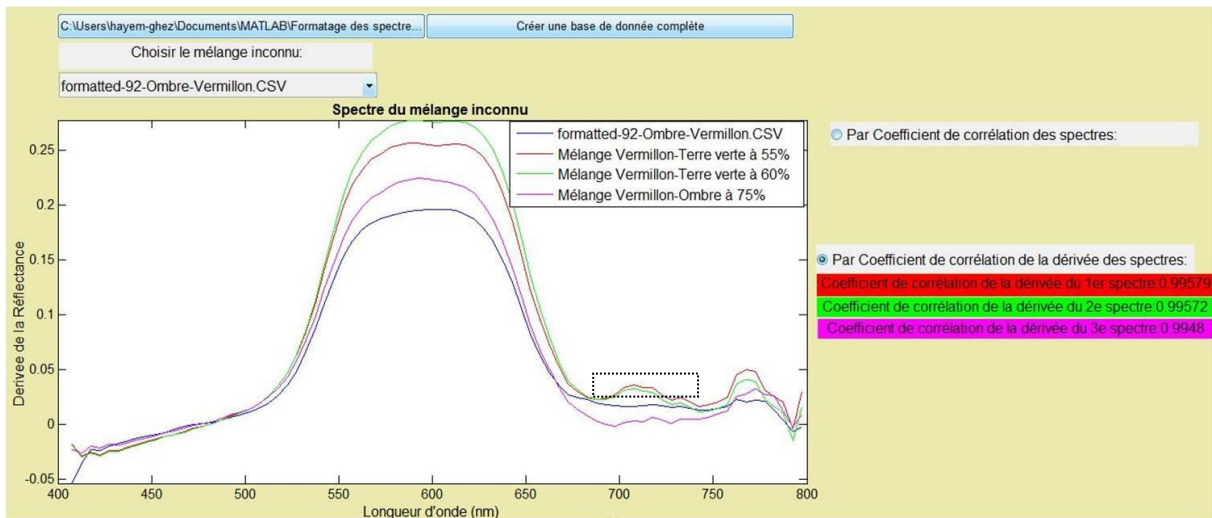 C:\Users\hayem-ghez\Documents\MATLAB\Formatage des spectre...
Créer une base de donnée complète
Choisir le mélange inconnu:
formatted-92-Ombre-Vermillon.CSV
Spectre du mélange inconnu
formatted-92-Ombre-Vermillon.CSV
Mélange Vermillon-Terre verte à 55%
Mélange Vermillon-Terre verte à 60%
Mélange Vermillon-Ombre à 75%
Par Coefficient de corrélation des spectres:
Par Coefficient de corrélation de la dérivée des spectres:
Coefficient de corrélation de la dérivée du 1er spectre:0.99579
Coefficient de corrélation de la dérivée du 2e spectre:0.99572
Coefficient de corrélation de la dérivée du 3e spectre:0.9948
Derivee de la Réflectance
0.25
0.2
0.15
0.1
0.05
0
-0.05
400 450 500 550 600 650 700 750 800
Longueur d'onde (nm)